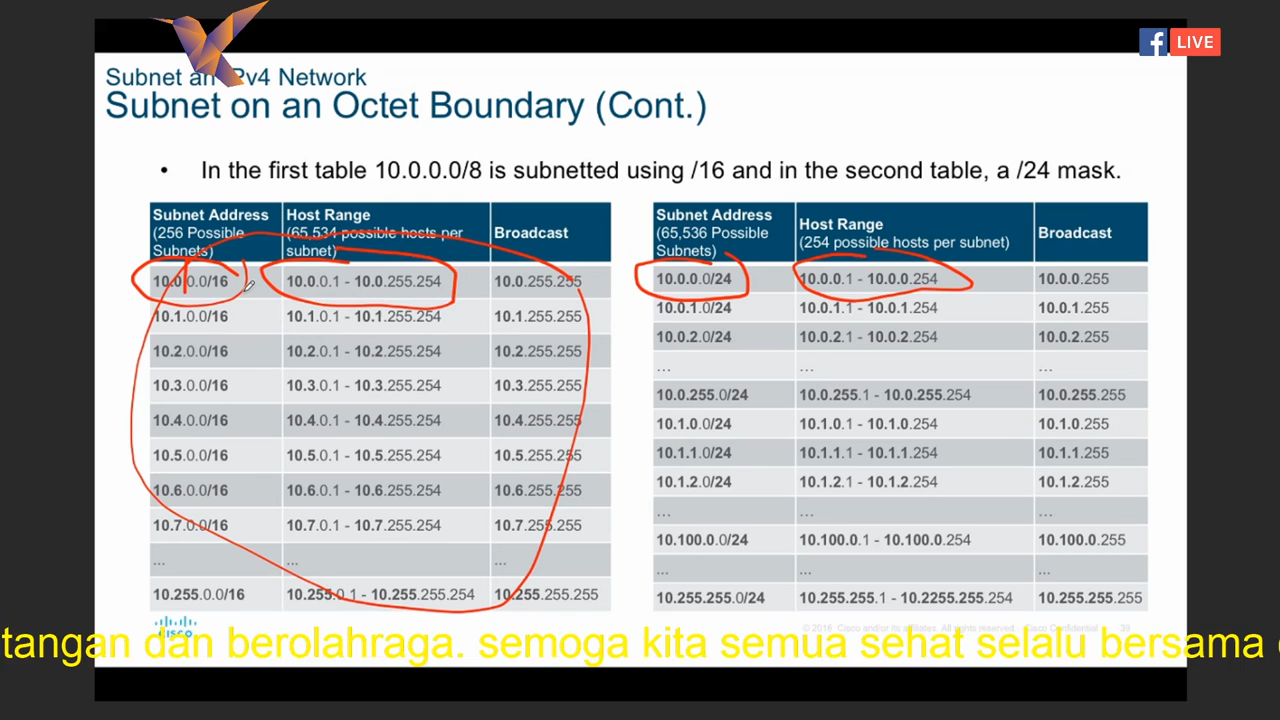 LIVE
Subnet an IPv4 Network
Subnet on an Octet Boundary (Cont.)
• In the first table 10.0.0.0/8 is subnetted using /16 and in the second table, a /24 mask.
Subnet Address (256 Possible Subnets) Host Range (65,534 possible hosts per subnet) Broadcast
10.0.0.0/16 10.0.0.1 - 10.0.255.254 10.0.255.255
10.1.0.0/16 10.1.0.1 - 10.1.255.254 10.1.255.255
10.2.0.0/16 10.2.0.1 - 10.2.255.254 10.2.255.255
10.3.0.0/16 10.3.0.1 - 10.3.255.254 10.3.255.255
10.4.0.0/16 10.4.0.1 - 10.4.255.254 10.4.255.255
10.5.0.0/16 10.5.0.1 - 10.5.255.254 10.5.255.255
10.6.0.0/16 10.6.0.1 - 10.6.255.254 10.6.255.255
10.7.0.0/16 10.7.0.1 - 10.7.255.254 10.7.255.255
... ... ...
10.255.0.0/16 10.255.0.1 - 10.255.255.254 10.255.255.255
Subnet Address (65,536 Possible Subnets) Host Range (254 possible hosts per subnet) Broadcast
10.0.0.0/24 10.0.0.1 - 10.0.0.254 10.0.0.255
10.0.1.0/24 10.0.1.1 - 10.0.1.254 10.0.1.255
10.0.2.0/24 10.0.2.1 - 10.0.2.254 10.0.2.255
... ... ...
10.0.255.0/24 10.0.255.1 - 10.0.255.254 10.0.255.255
10.1.0.0/24 10.1.0.1 - 10.1.0.254 10.1.0.255
10.1.1.0/24 10.1.1.1 - 10.1.1.254 10.1.1.255
10.1.2.0/24 10.1.2.1 - 10.1.2.254 10.1.2.255
... ... ...
10.100.0.0/24 10.100.0.1 - 10.100.0.254 10.100.0.255
... ... ...
10.255.255.0/24 10.255.255.1 - 10.2255.255.254 10.255.255.255
CISCO
© 2016 Cisco and/or its affiliates. All rights reserved. Cisco Confidential 39
tangan dan berolahraga. semoga kita semua sehat selalu bersama